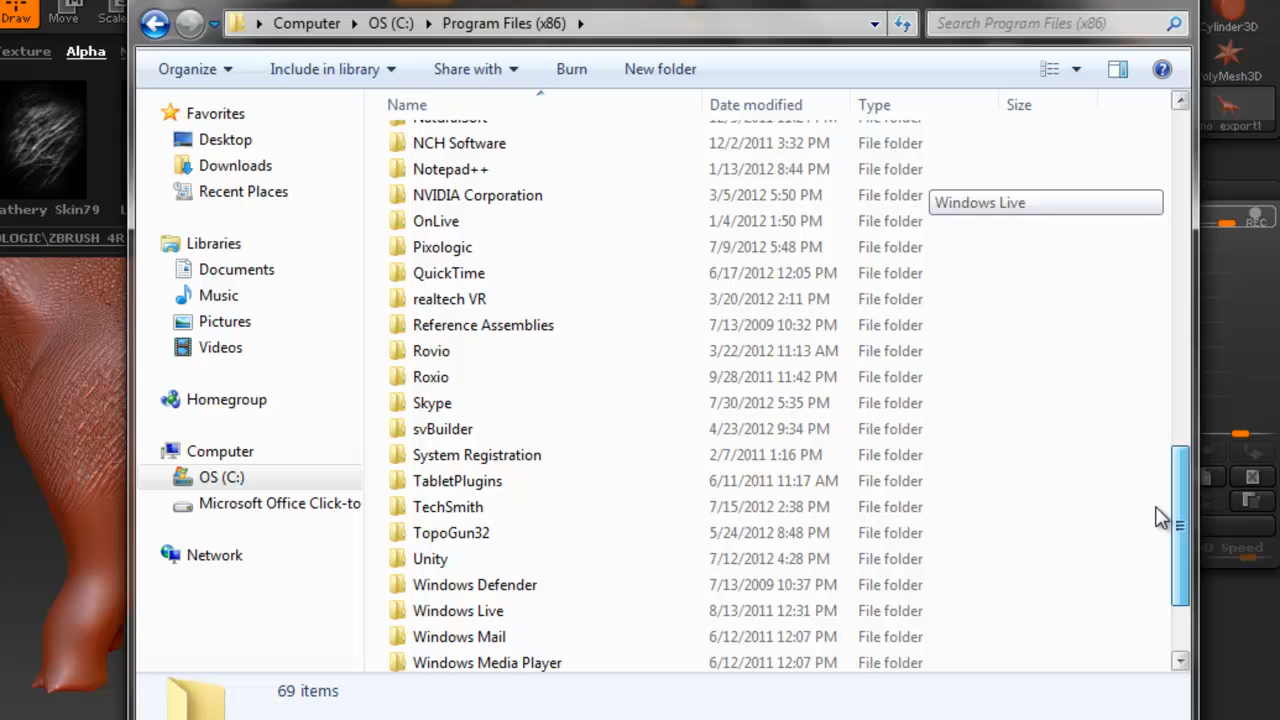 Draw Move Scale
Computer OS (C:) Program Files (x86)
Search Program Files (x86)
Cylinder3D
Texture Alpha
Organize Include in library Share with Burn New folder
PolyMesh3D
Name Date modified Type Size
Favorites
Desktop
Downloads
Recent Places
Libraries
Documents
Music
Pictures
Videos
Homegroup
Computer
OS (C:)
Microsoft Office Click-to
Network
NCH Software 12/2/2011 3:32 PM File folder
Notepad++ 1/13/2012 8:44 PM File folder
NVIDIA Corporation 3/5/2012 5:50 PM File folder
OnLive 1/4/2012 1:50 PM File folder
Pixologic 7/9/2012 5:48 PM File folder
QuickTime 6/17/2012 12:05 PM File folder
realtech VR 3/20/2012 2:11 PM File folder
Reference Assemblies 7/13/2009 10:32 PM File folder
Rovio 3/22/2012 11:13 AM File folder
Roxio 9/28/2011 11:42 PM File folder
Skype 7/30/2012 5:35 PM File folder
svBuilder 4/23/2012 9:34 PM File folder
System Registration 2/7/2011 1:16 PM File folder
TabletPlugins 6/11/2011 11:17 AM File folder
TechSmith 7/15/2012 2:38 PM File folder
TopoGun32 5/24/2012 8:48 PM File folder
Unity 7/12/2012 4:28 PM File folder
Windows Defender 7/13/2009 10:37 PM File folder
Windows Live 8/13/2011 12:31 PM File folder
Windows Mail 6/12/2011 12:07 PM File folder
Windows Media Player 6/12/2011 12:07 PM File folder
Windows Live
69 items
athery Skin79
OLOGIC\ZBRUSH 4R
export1
REC
D Speed